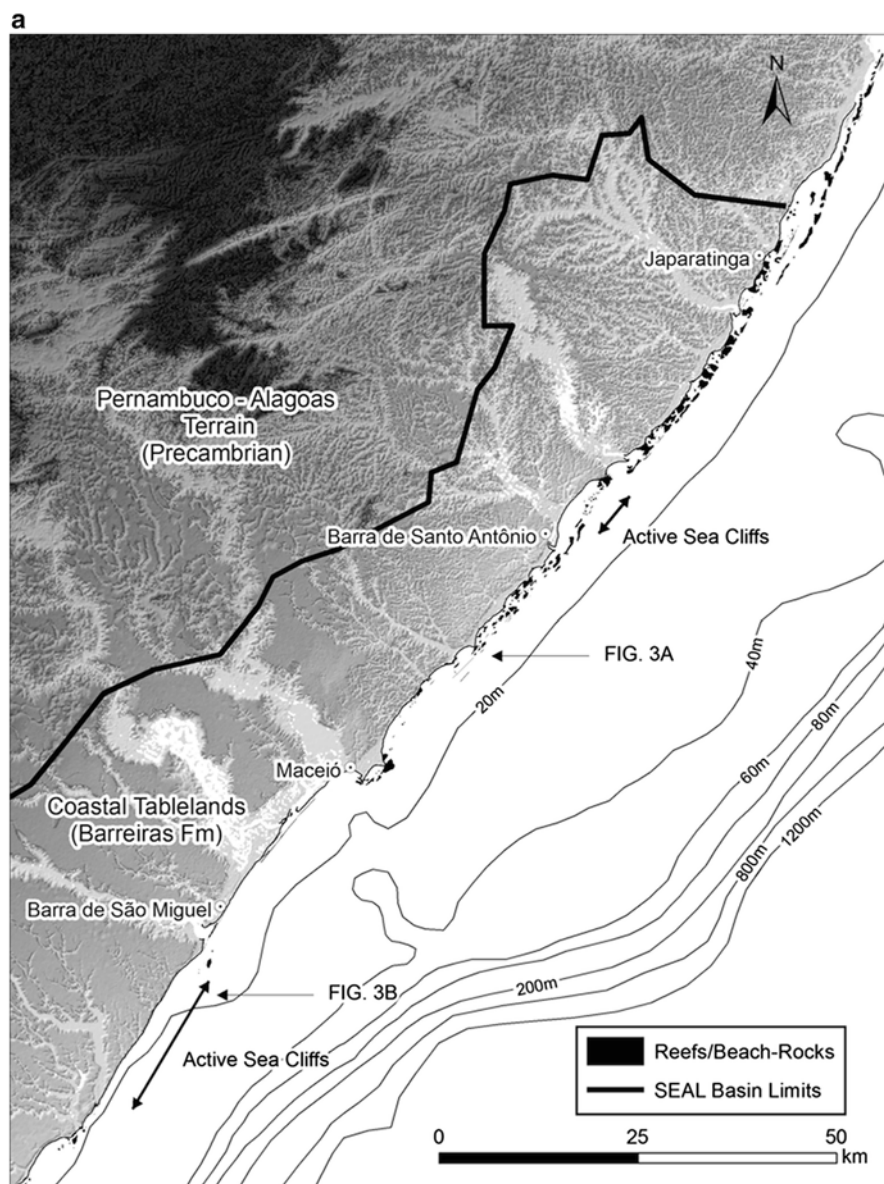 a
N
Japaratinga
Pernambuco - Alagoas
Terrain
(Precambrian)
Barra de Santo Antônio
Active Sea Cliffs
FIG. 3A
40m
20m
80m
Maceió
60m
Coastal Tablelands
(Barreiras Fm)
1200m
800m
Barra de São Miguel
200m
FIG. 3B
Active Sea Cliffs
Reefs/Beach-Rocks
SEAL Basin Limits
0 25 50
km